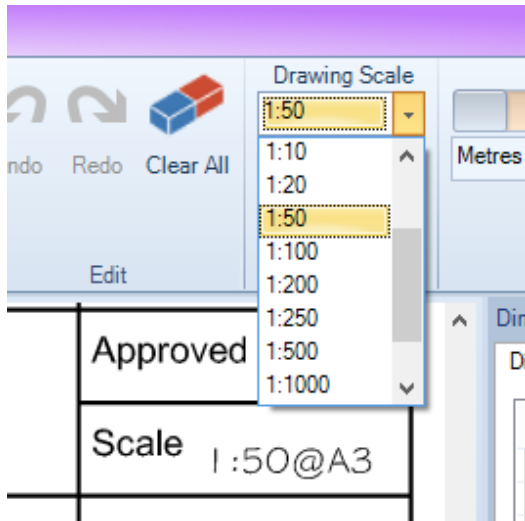 Drawing Scale
1:50
ndo Redo Clear All
Metres
1:10
1:20
1:50
1:100
1:200
1:250
1:500
1:1000
Edit
Dir
Di
Approved
Scale 1:50@A3